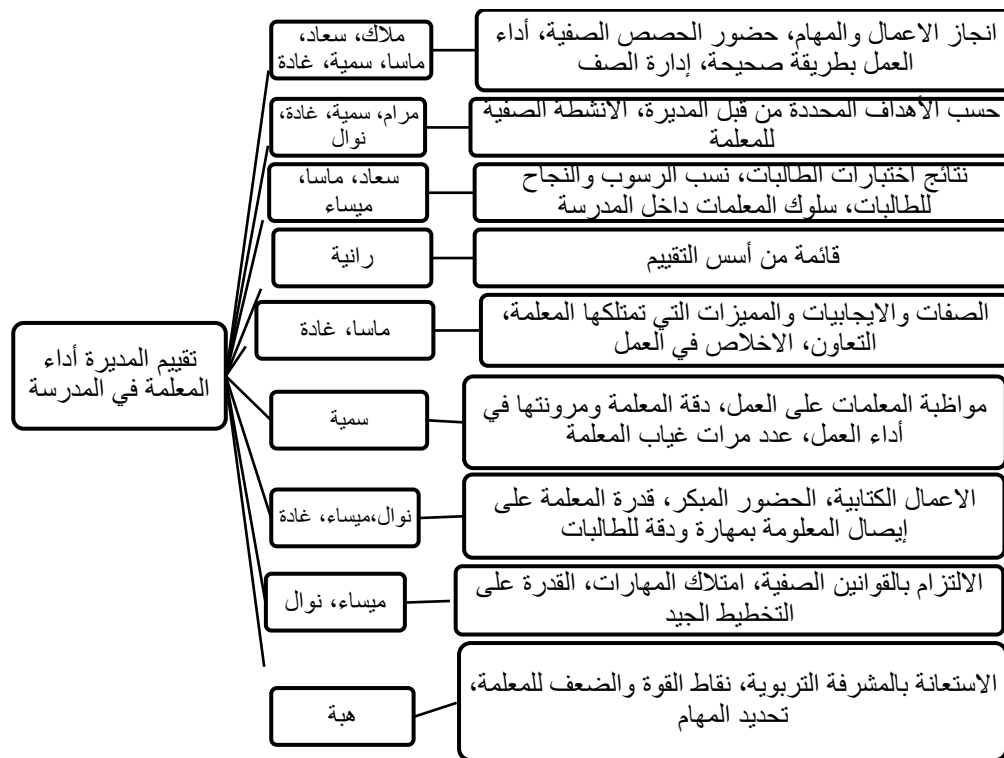 تقييم المديرة أداء
المعلمة في المدرسة
ملاك، سعاد،
ماسا، سمية، غادة
انجاز الاعمال والمهام، حضور الحصص الصفية، أداء
العمل بطريقة صحيحة، إدارة الصف
مرام، سمية، غادة،
نوال
حسب الأهداف المحددة من قبل المديرة، الانشطة الصفية
للمعلمة
سعاد، ماسا،
ميساء
نتائج اختبارات الطالبات، نسب الرسوب والنجاح
للطالبات، سلوك المعلمات داخل المدرسة
رانية
قائمة من أسس التقييم
ماسا، غادة
الصفات والايجابيات والمميزات التي تمتلكها المعلمة،
التعاون، الاخلاص في العمل
سمية
مواظبة المعلمات على العمل، دقة المعلمة ومرونتها في
أداء العمل، عدد مرات غياب المعلمة
نوال،ميساء، غادة
الاعمال الكتابية، الحضور المبكر، قدرة المعلمة على
إيصال المعلومة بمهارة ودقة للطالبات
ميساء، نوال
الالتزام بالقوانين الصفية، امتلاك المهارات، القدرة على
التخطيط الجيد
هبة
الاستعانة بالمشرفة التربوية، نقاط القوة والضعف للمعلمة،
تحديد المهام